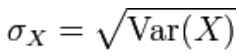 σ_X = √Var(X)